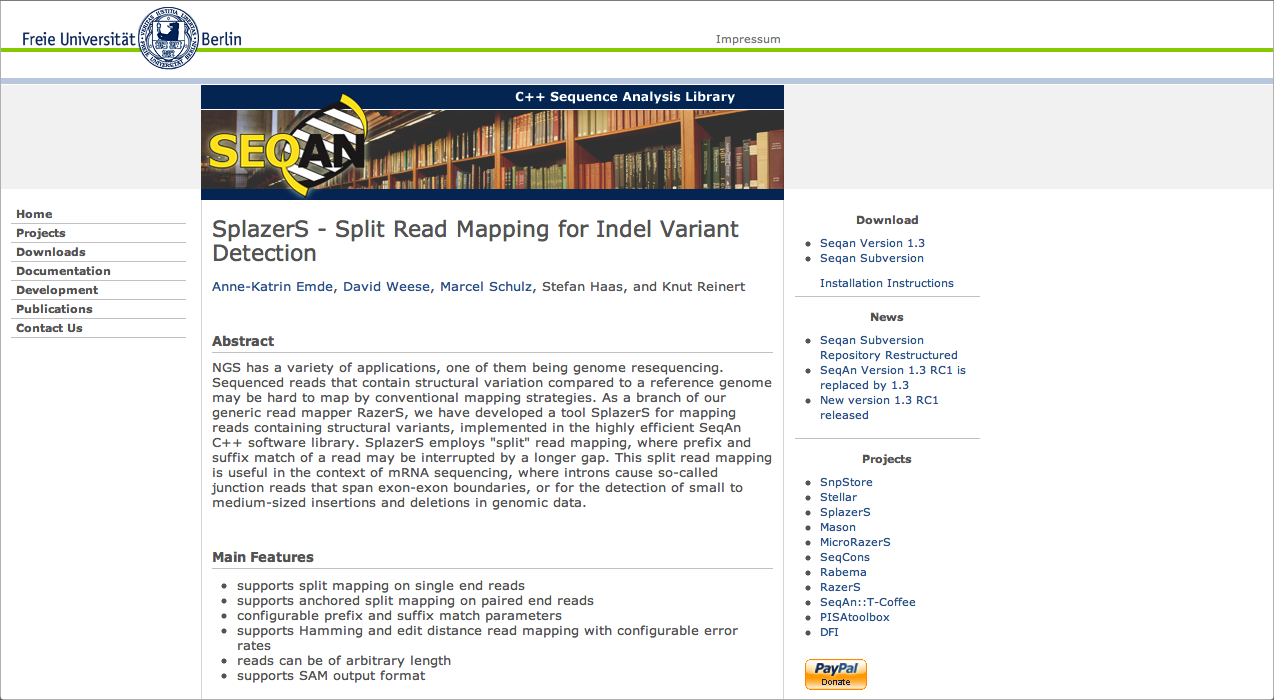 Freie Universität Berlin
Impressum
C++ Sequence Analysis Library
SEQAN
Home
Projects
Downloads
Documentation
Development
Publications
Contact Us
SplazerS - Split Read Mapping for Indel Variant
Detection
Anne-Katrin Emde, David Weese, Marcel Schulz, Stefan Haas, and Knut Reinert
Abstract
NGS has a variety of applications, one of them being genome resequencing.
Sequenced reads that contain structural variation compared to a reference genome
may be hard to map by conventional mapping strategies. As a branch of our
generic read mapper RazerS, we have developed a tool SplazerS for mapping
reads containing structural variants, implemented in the highly efficient SeqAn
C++ software library. SplazerS employs "split" read mapping, where prefix and
suffix match of a read may be interrupted by a longer gap. This split read mapping
is useful in the context of mRNA sequencing, where introns cause so-called
junction reads that span exon-exon boundaries, or for the detection of small to
medium-sized insertions and deletions in genomic data.
Main Features
supports split mapping on single end reads
supports anchored split mapping on paired end reads
configurable prefix and suffix match parameters
supports Hamming and edit distance read mapping with configurable error
rates
reads can be of arbitrary length
supports SAM output format
Download
Seqan Version 1.3
Seqan Subversion
Installation Instructions
News
Seqan Subversion
Repository Restructured
SeqAn Version 1.3 RC1 is
replaced by 1.3
New version 1.3 RC1
released
Projects
SnpStore
Stellar
SplazerS
Mason
MicroRazerS
SeqCons
Rabema
RazerS
SeqAn::T-Coffee
PISAtoolbox
DFI
PayPal
Donate